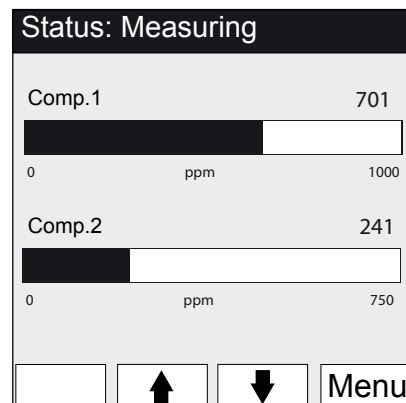 Status: Measuring
Comp.1 701
0 ppm 1000
Comp.2 241
0 ppm 750
Menu